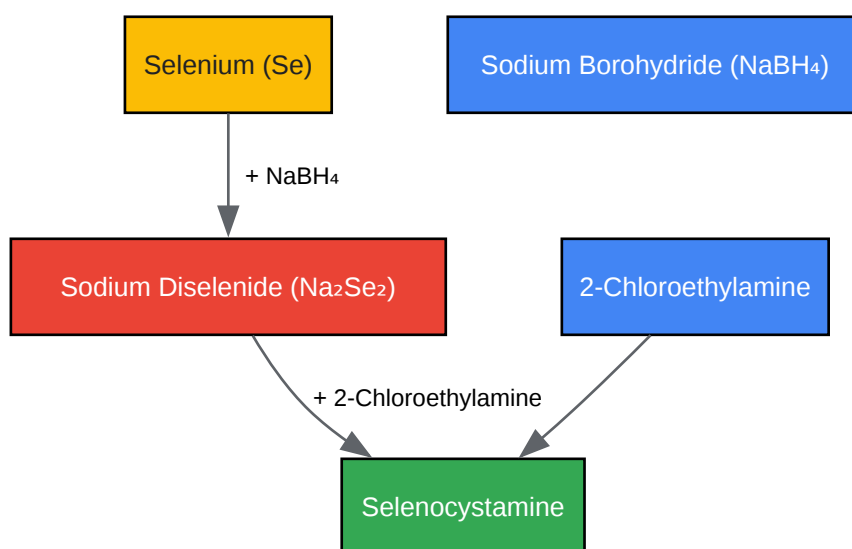 Selenium (Se)
Sodium Borohydride (NaBH₄)
+ NaBH₄
Sodium Diselenide (Na₂Se₂)
2-Chloroethylamine
+ 2-Chloroethylamine
Selenocystamine